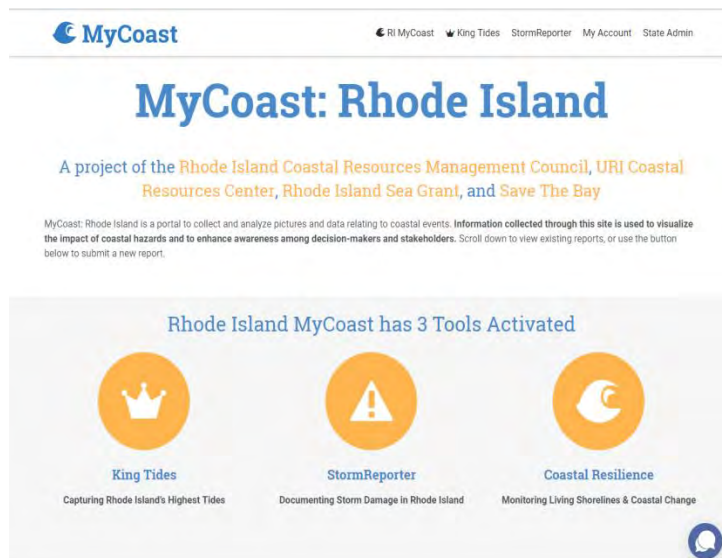 MyCoast
RI MyCoast King Tides StormReporter My Account State Admin
MyCoast: Rhode Island
A project of the Rhode Island Coastal Resources Management Council, URI Coastal
Resources Center, Rhode Island Sea Grant, and Save The Bay
MyCoast: Rhode Island is a portal to collect and analyze pictures and data relating to coastal events. Information collected through this site is used to visualize
the impact of coastal hazards and to enhance awareness among decision-makers and stakeholders. Scroll down to view existing reports, or use the button
below to submit a new report.
Rhode Island MyCoast has 3 Tools Activated
King Tides
Capturing Rhode Island's Highest Tides
StormReporter
Documenting Storm Damage in Rhode Island
Coastal Resilience
Monitoring Living Shorelines & Coastal Change